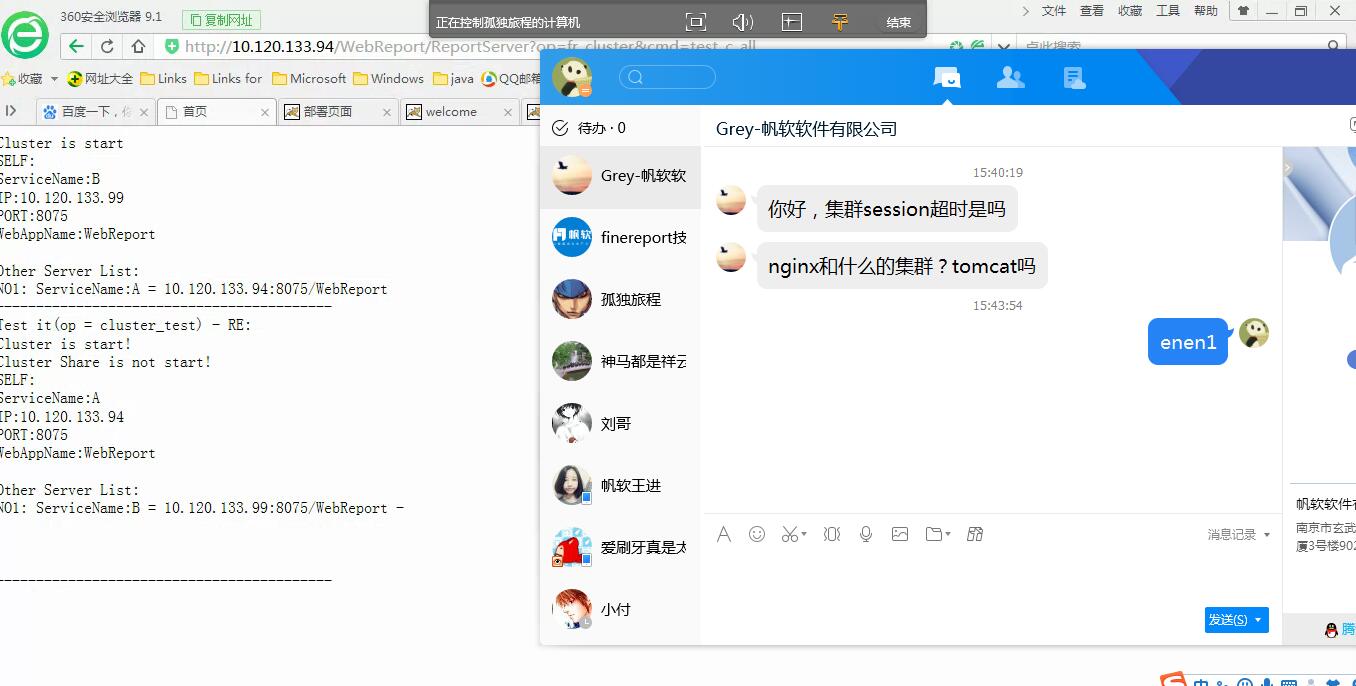 360安全浏览器 9.1
复制网址
正在控制孤独旅程的计算机
结束
文件 查看 收藏 工具 帮助
http://10.120.133.94/WebReport/ReportServer?op=fr_cluster&cmd=test_c_all
点此搜索
收藏 网址大全 Links Links for Microsoft Windows java QQ邮箱
百度一下，你 首页 部署页面 welcome
Cluster is start
SELF:
ServiceName:B
IP:10.120.133.99
PORT:8075
WebAppName:WebReport
Other Server List:
NO1: ServiceName:A = 10.120.133.94:8075/WebReport
-----------------------------------------
Test it(op = cluster_test) - RE:
Cluster is start!
Cluster Share is not start!
SELF:
ServiceName:A
IP:10.120.133.94
PORT:8075
WebAppName:WebReport
Other Server List:
NO1: ServiceName:B = 10.120.133.99:8075/WebReport -
-----------------------------------------
待办 · 0
Grey-帆软软
帆软
finereport技
孤独旅程
神马都是祥云
刘哥
帆软王进
爱刷牙真是太
小付
Grey-帆软软件有限公司
15:40:19
你好，集群session超时是吗
nginx和什么的集群？tomcat吗
15:43:54
enen1
消息记录
发送(S)
帆软软件有
南京市玄武
厦3号楼902
腾
中